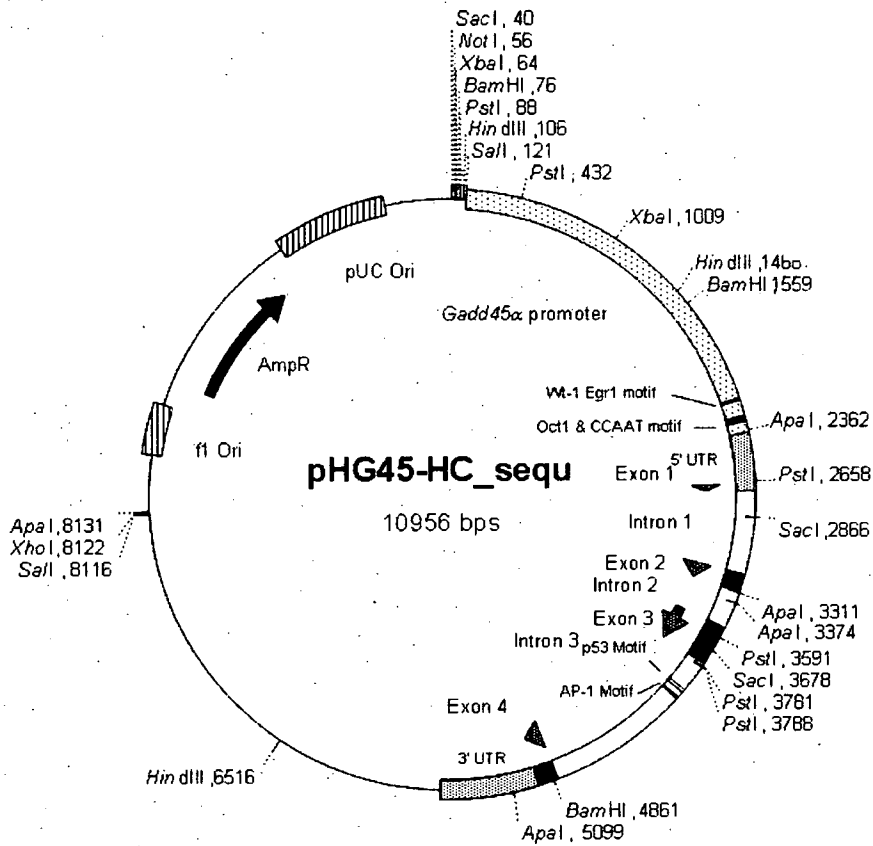 SacI, 40
NotI, 56
XbaI, 64
BamHI, 76
PstI, 88
HindIII, 106
SalI, 121
PstI, 432
XbaI, 1009
HindIII
BamHI 1559
pUC Ori
Gadd45α promoter
AmpR
Wt-1 Egr1 motif
Oct1 & CCAAT motif
ApaI, 2362
f1 Ori
5' UTR
pHG45-HC_sequ
Exon 1
PstI, 2658
10956 bps
Intron 1
SacI, 2866
ApaI, 8131
XhoI, 8122
SalI, 8116
Exon 2
Intron 2
Exon 3
ApaI, 3311
ApaI, 3374
Intron 3
p53 Motif
PstI, 3591
SacI, 3678
PstI, 3781
PstI, 3788
AP-1 Motif
Exon 4
3' UTR
HindIII, 6516
BamHI, 4861
ApaI, 5099